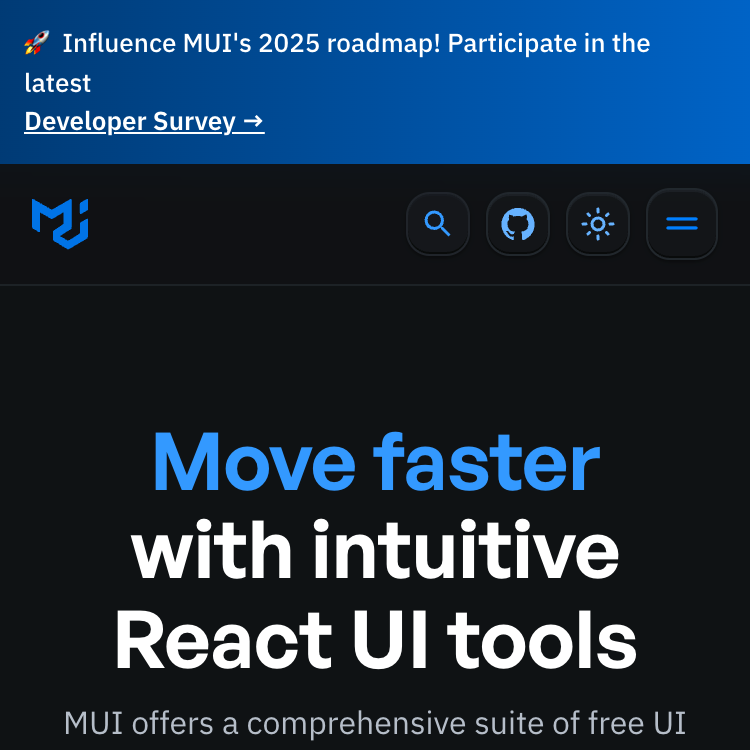 🚀 Influence MUI's 2025 roadmap! Participate in the
latest
Developer Survey →
Move faster
with intuitive
React UI tools
MUI offers a comprehensive suite of free UI